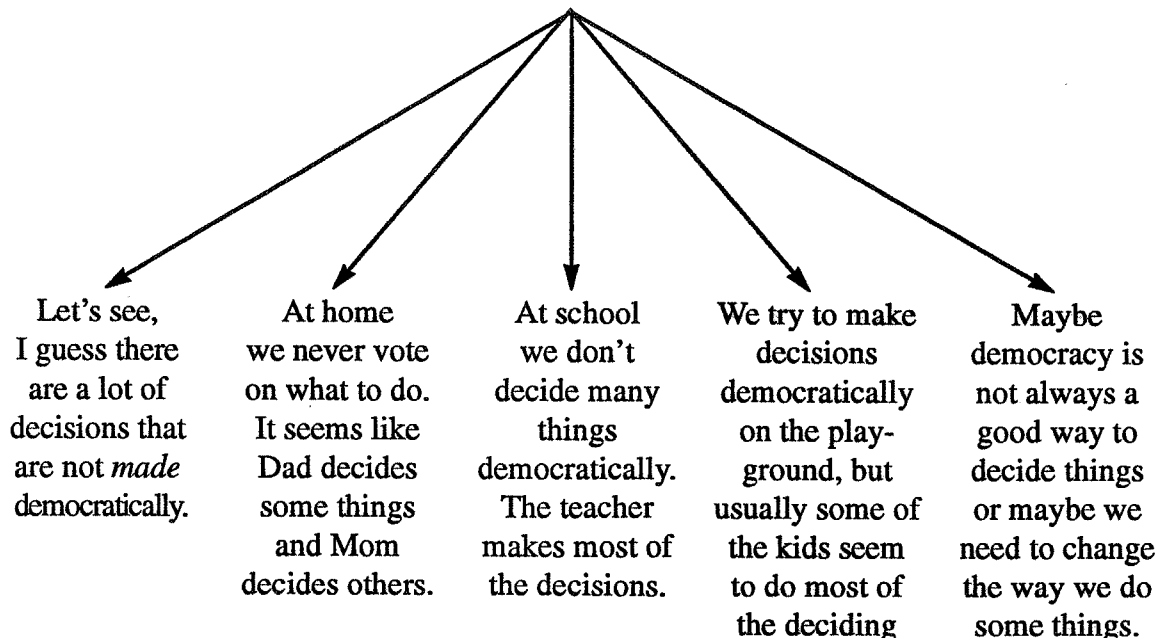 Let's see,
I guess there
are a lot of
decisions that
are not made
democratically.
At home
we never vote
on what to do.
It seems like
Dad decides
some things
and Mom
decides others.
At school
we don't
decide many
things
democratically.
The teacher
makes most of
the decisions.
We try to make
decisions
democratically
on the play-
ground, but
usually some of
the kids seem
to do most of
the deciding
Maybe
democracy is
not always a
good way to
decide things
or maybe we
need to change
the way we do
some things.